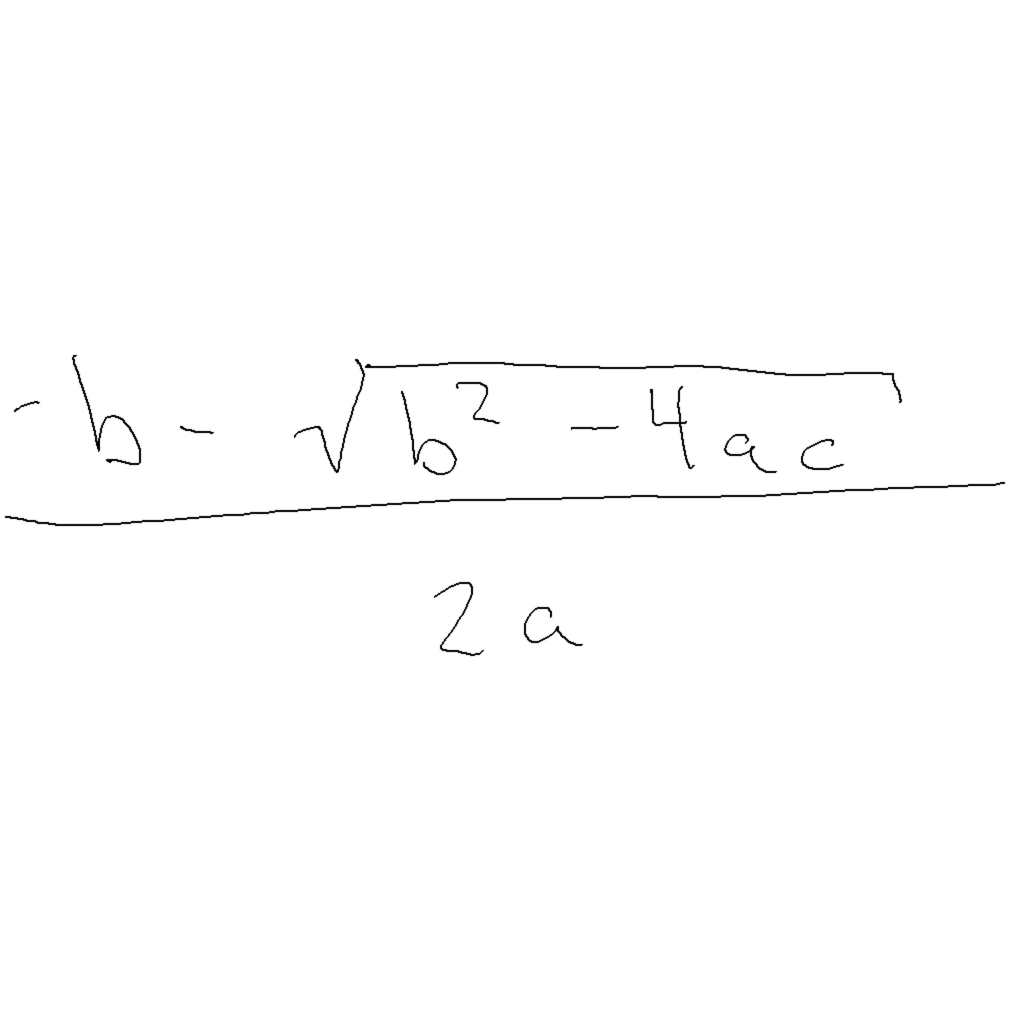 -b - √(b² - 4ac)
2a